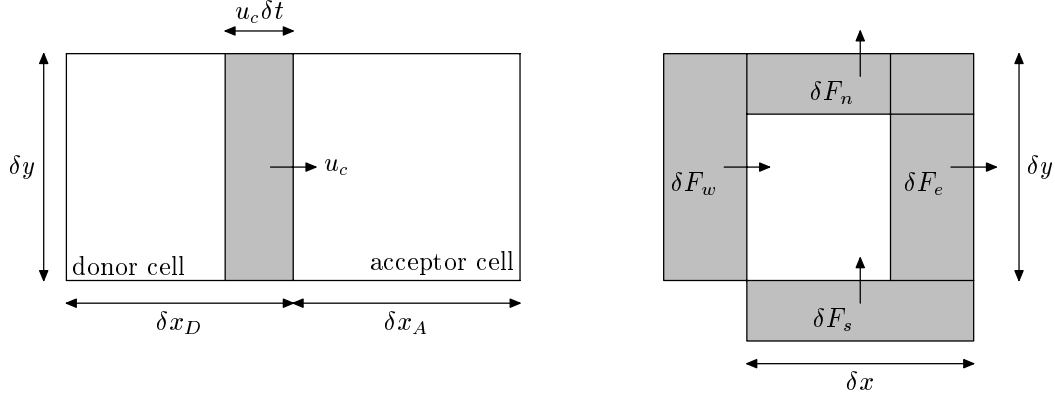 u_c δt
δy
u_c
donor cell
acceptor cell
δx_D
δx_A
δF_n
δF_w
δF_e
δy
δF_s
δx